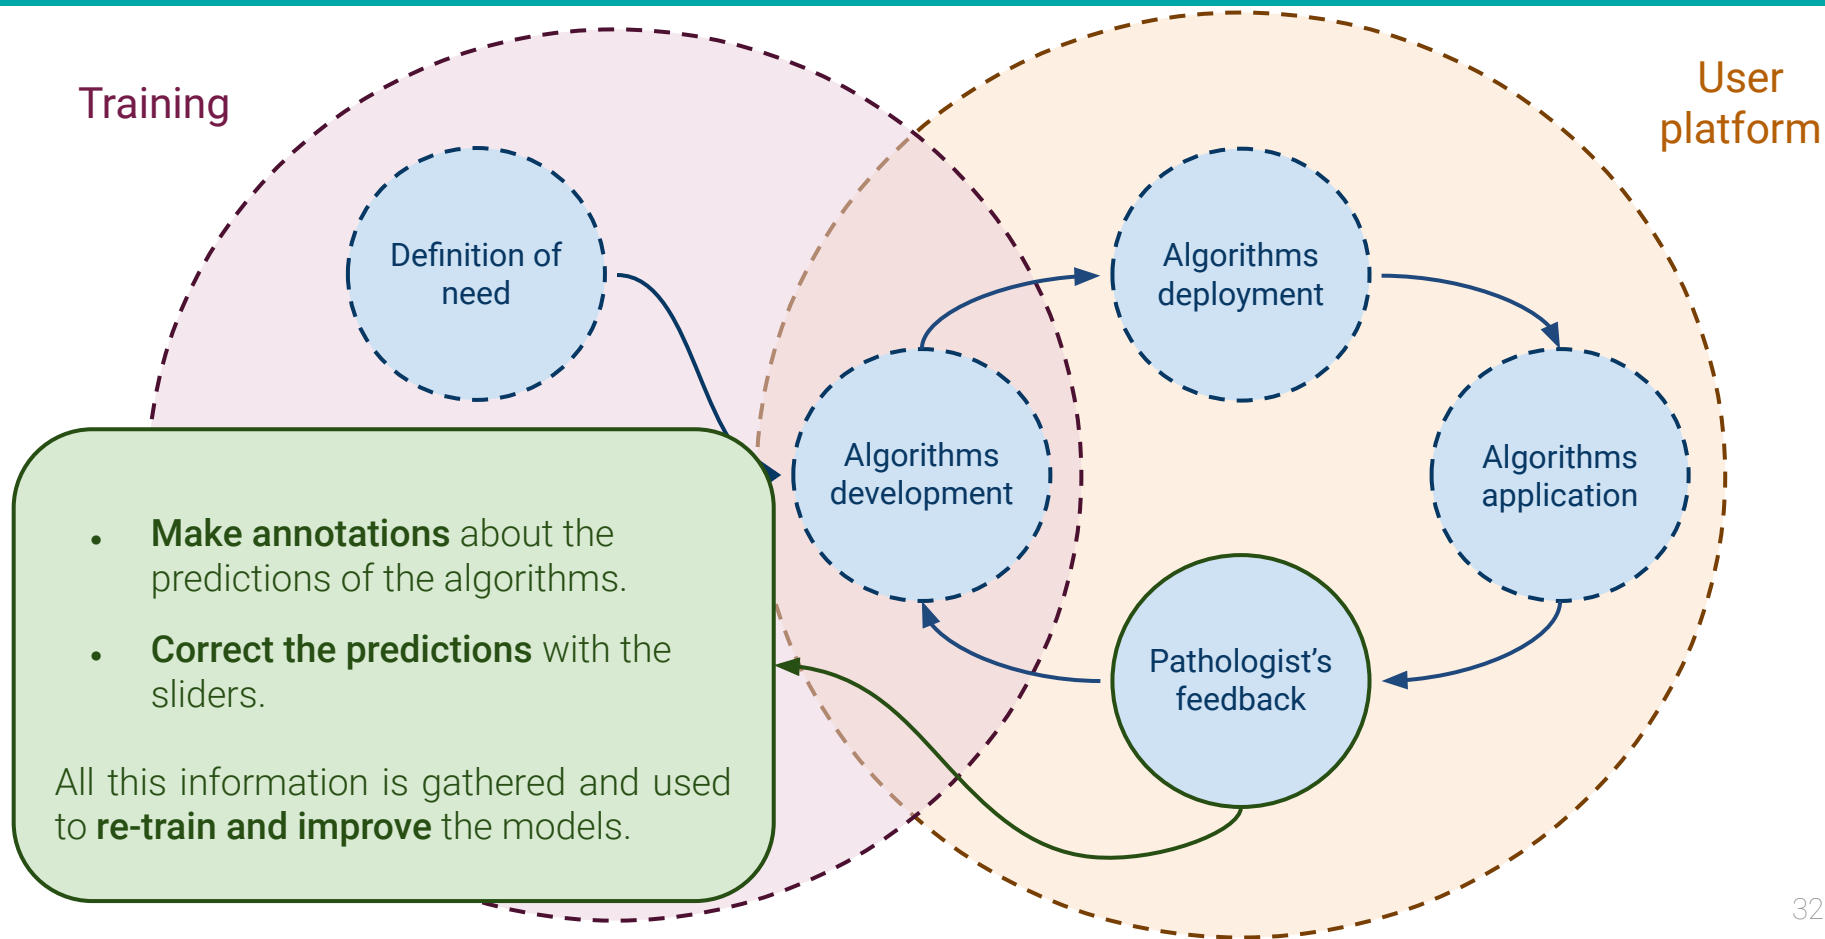 Training
User
platform
Definition of
need
Algorithms
deployment
Algorithms
development
Algorithms
application
Pathologist's
feedback
• Make annotations about the
predictions of the algorithms.
• Correct the predictions with the
sliders.
All this information is gathered and used
to re-train and improve the models.
32